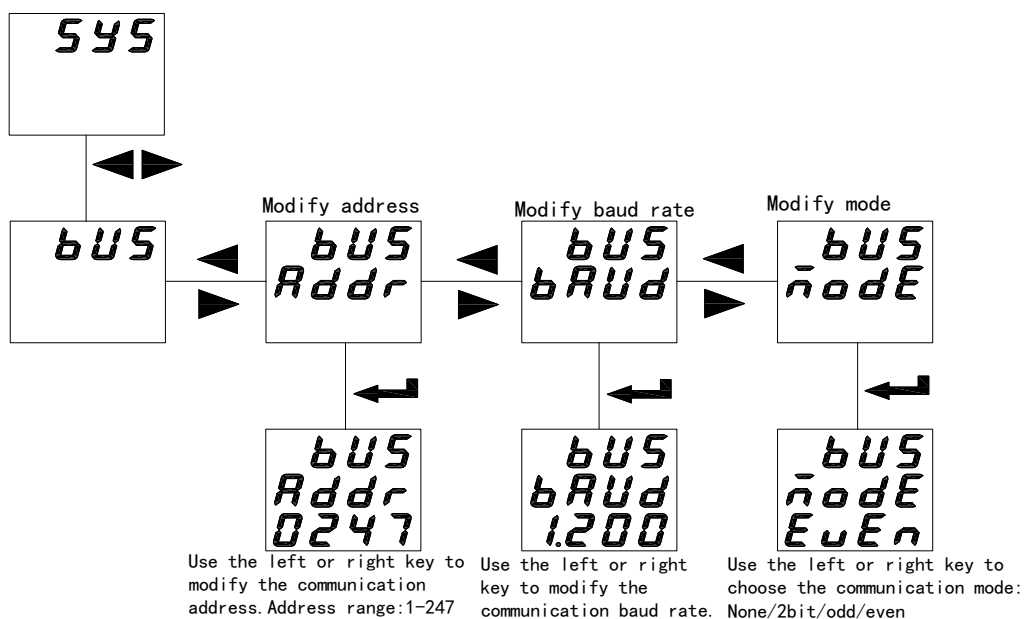 SYS
bUS
Modify address
bUS
Addr
Modify baud rate
bUS
bAUd
Modify mode
bUS
n̄odE
bUS
Addr
0247
Use the left or right key to
modify the communication
address. Address range:1-247
bUS
bAUd
1.200
Use the left or right
key to modify the
communication baud rate.
bUS
n̄odE
EvEn
Use the left or right key to
choose the communication mode:
None/2bit/odd/even